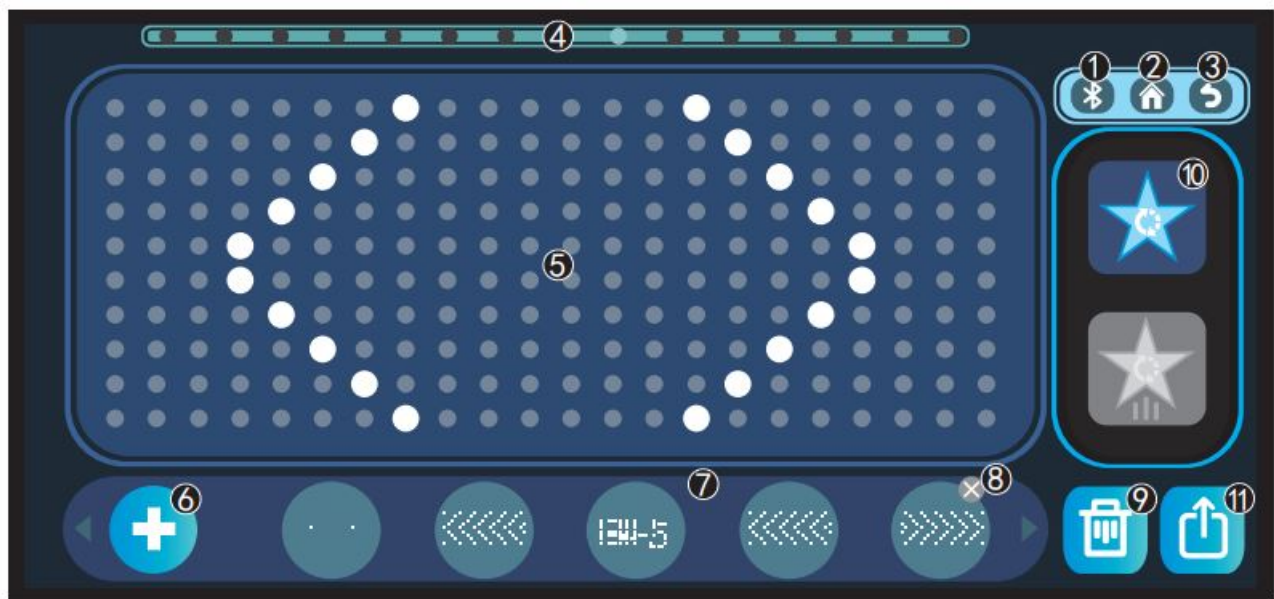 ④
① ② ③
⑩
⑤
⑥ ⑦ ⑧ ⑨ ⑪